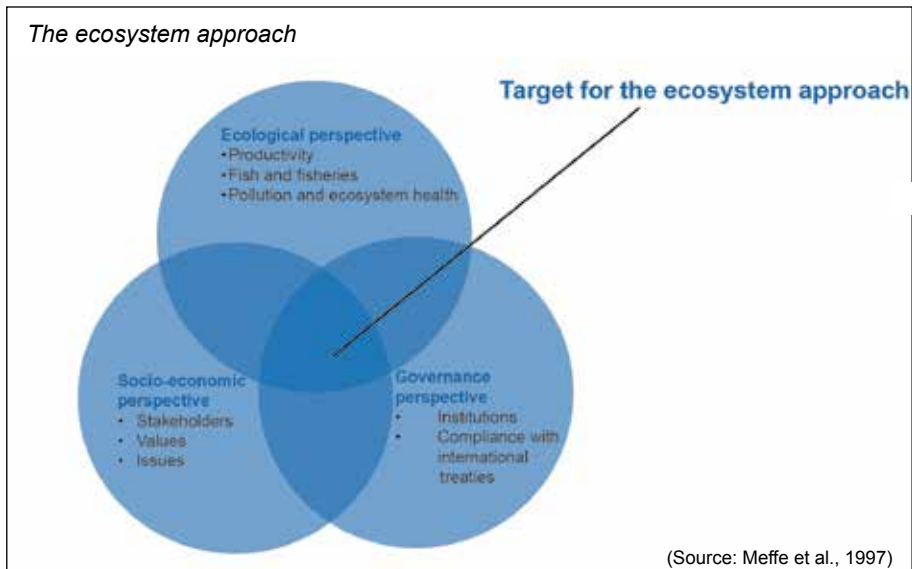 The ecosystem approach
Target for the ecosystem approach
Ecological perspective
•Productivity
•Fish and fisheries
•Pollution and ecosystem health
Socio-economic
perspective
• Stakeholders
• Values
• Issues
Governance
perspective
• Institutions
• Compliance with
international
treaties
(Source: Meffe et al., 1997)